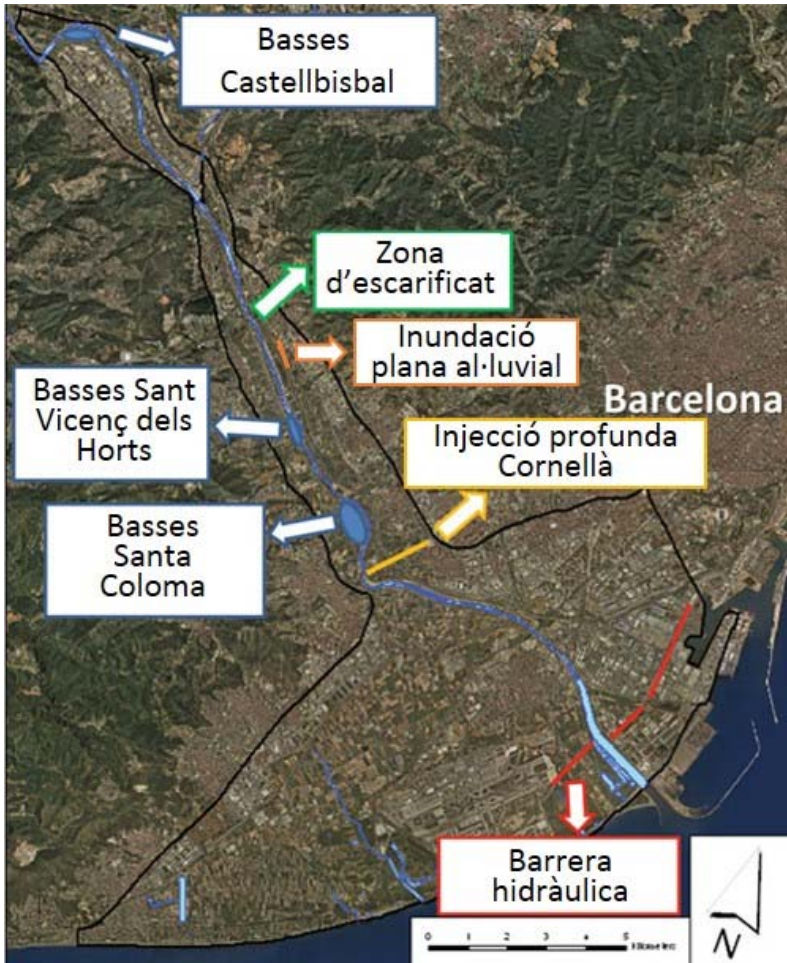 Basses
Castellbisbal
Zona
d'escarificat
Inundació
plana al·luvial
Basses Sant
Vicenç dels
Horts
Barcelona
Injecció profunda
Cornellà
Basses
Santa
Coloma
Barrera
hidràulica
0 1 2 3 4 5
N